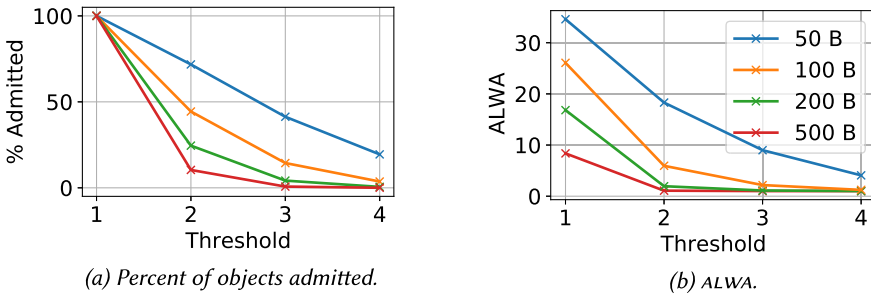 100
50
0
% Admitted
1 2 3 4
Threshold
(a) Percent of objects admitted.
30
20
10
0
ALWA
50 B
100 B
200 B
500 B
1 2 3 4
Threshold
(b) ALWA.